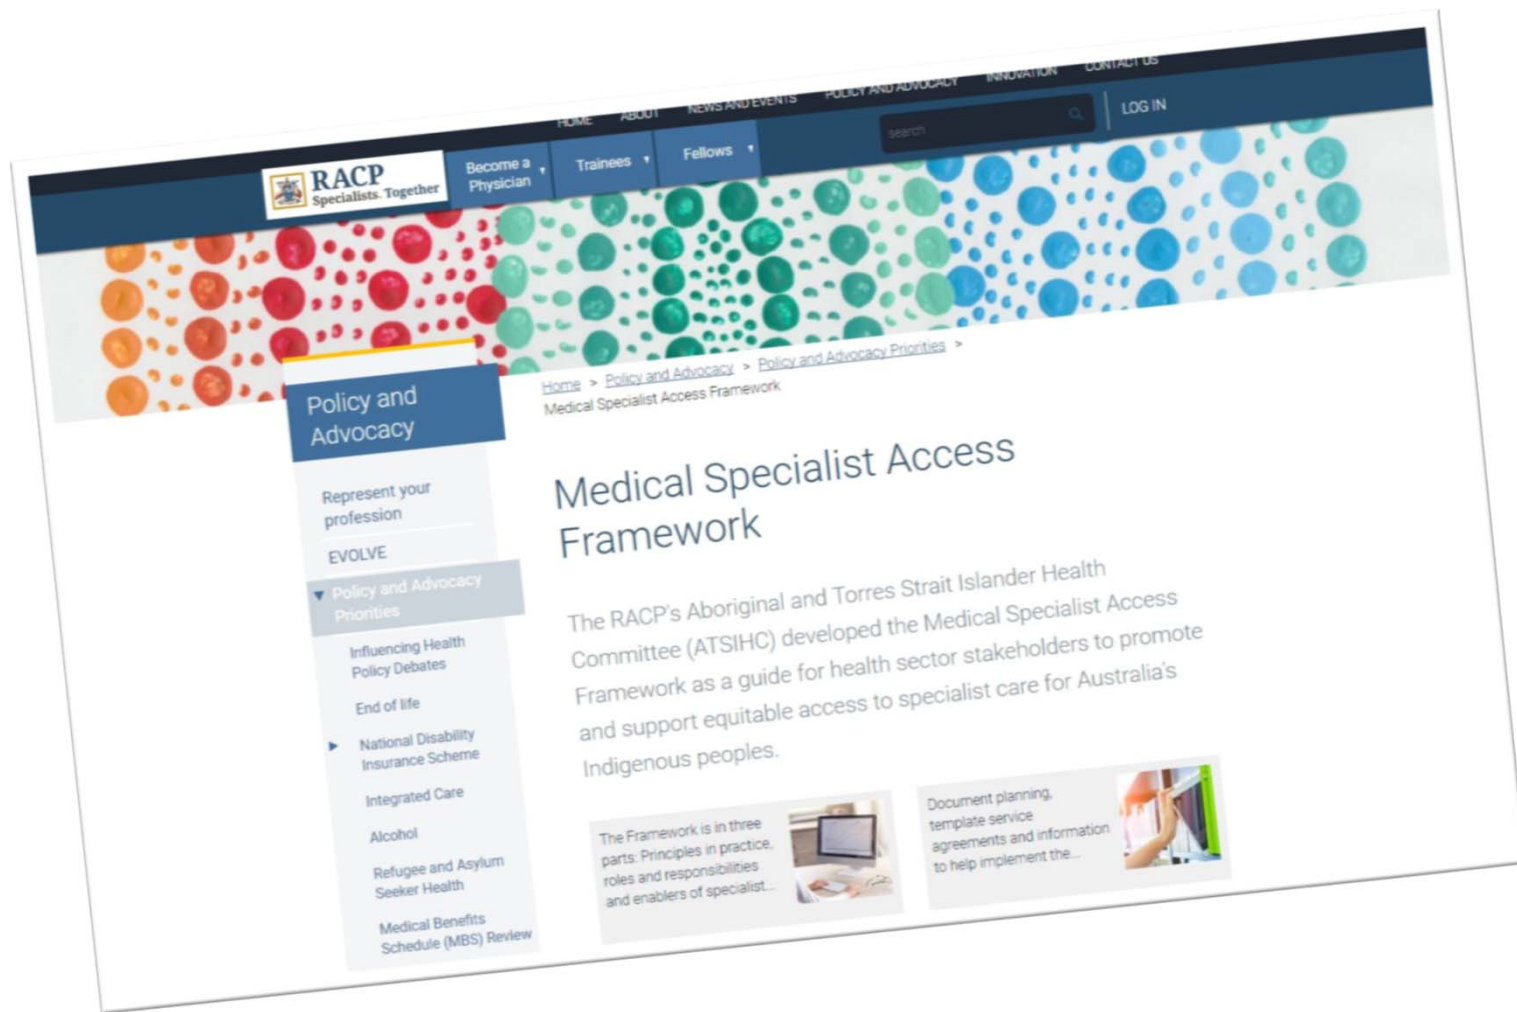 HOME ABOUT NEWS AND EVENTS POLICY AND ADVOCACY INNOVATION CONTACT US
RACP
Specialists. Together
Become a
Physician
Trainees
Fellows
search
LOG IN
Home > Policy and Advocacy > Policy and Advocacy Priorities >
Medical Specialist Access Framework
Policy and
Advocacy
Represent your
profession
EVOLVE
Policy and Advocacy
Priorities
Influencing Health
Policy Debates
End of life
National Disability
Insurance Scheme
Integrated Care
Alcohol
Refugee and Asylum
Seeker Health
Medical Benefits
Schedule (MBS) Review
Medical Specialist Access
Framework
The RACP's Aboriginal and Torres Strait Islander Health
Committee (ATSIHC) developed the Medical Specialist Access
Framework as a guide for health sector stakeholders to promote
and support equitable access to specialist care for Australia's
Indigenous peoples.
The Framework is in three
parts: Principles in practice,
roles and responsibilities
and enablers of specialist...
Document planning,
template service
agreements and information
to help implement the...